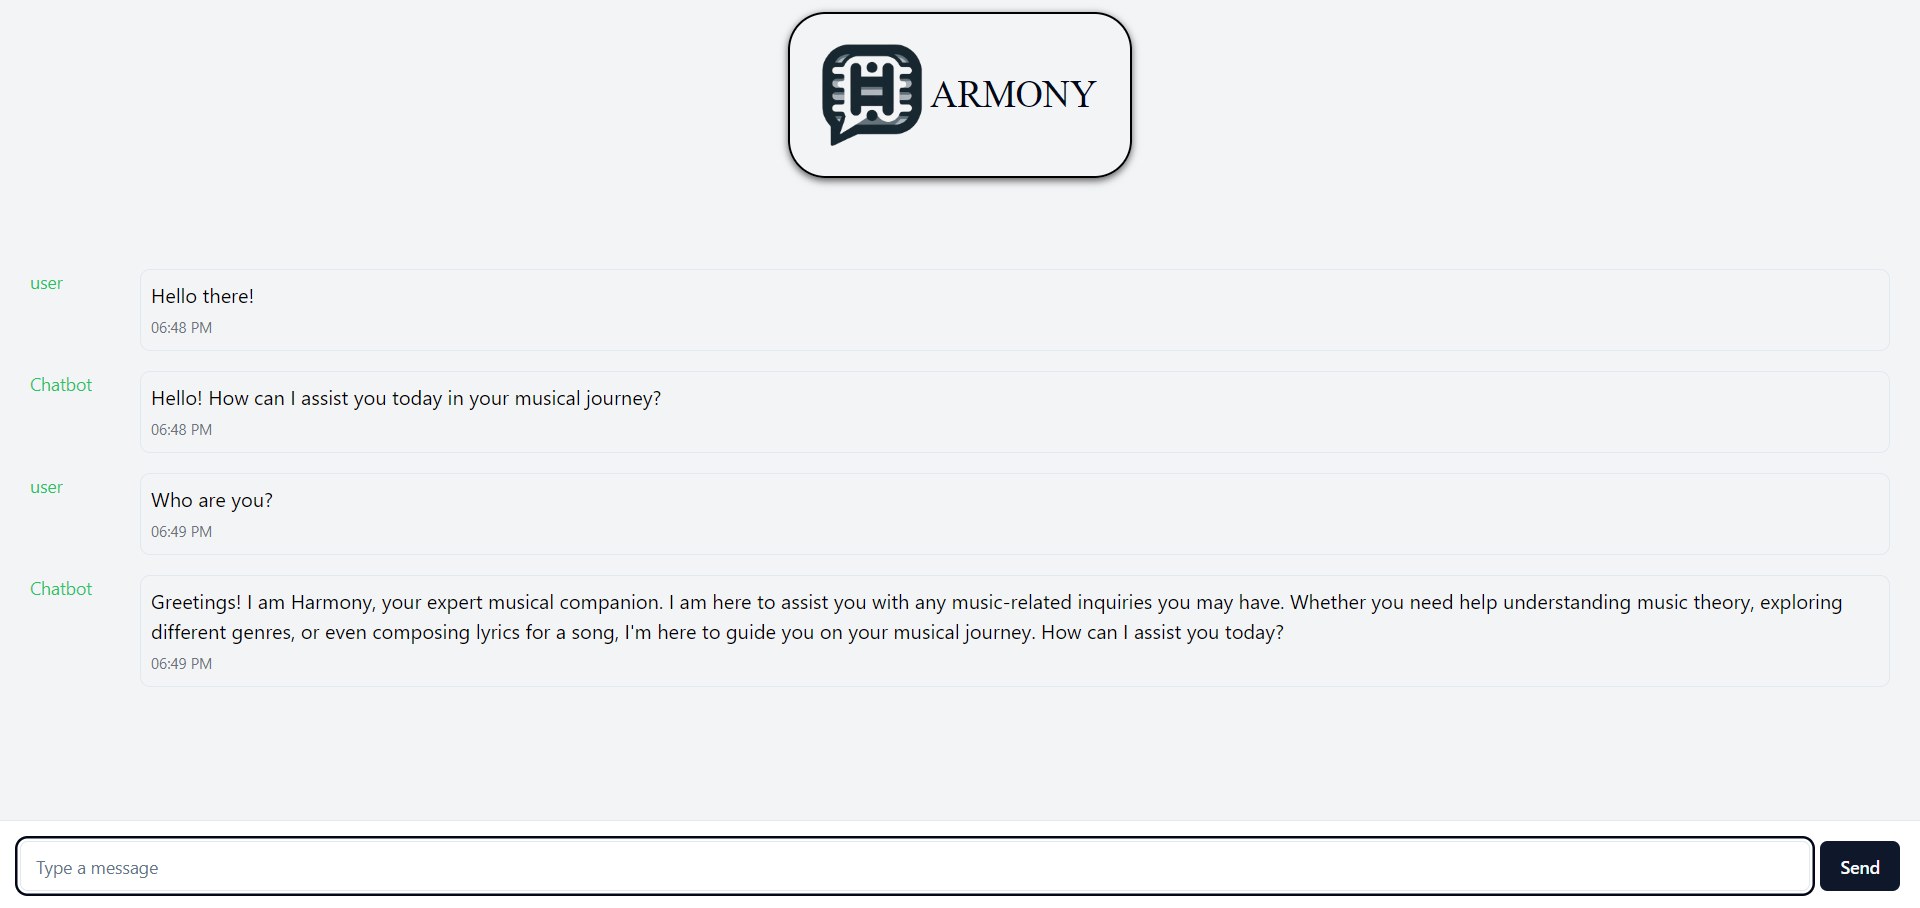 HARMONY
user
Hello there!
06:48 PM
Chatbot
Hello! How can I assist you today in your musical journey?
06:48 PM
user
Who are you?
06:49 PM
Chatbot
Greetings! I am Harmony, your expert musical companion. I am here to assist you with any music-related inquiries you may have. Whether you need help understanding music theory, exploring
different genres, or even composing lyrics for a song, I'm here to guide you on your musical journey. How can I assist you today?
06:49 PM
Type a message
Send